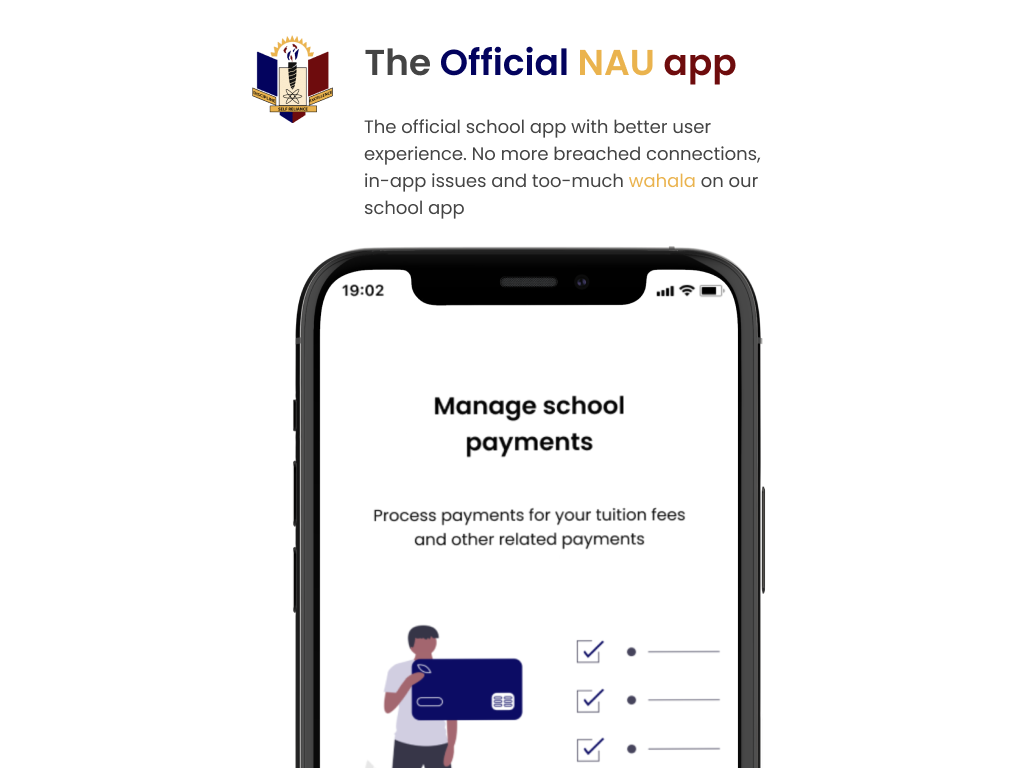 The Official NAU app
DISCIPLINE
EXCELLENCE
SELF RELIANCE
The official school app with better user
experience. No more breached connections,
in-app issues and too-much wahala on our
school app
19:02
Manage school
payments
Process payments for your tuition fees
and other related payments